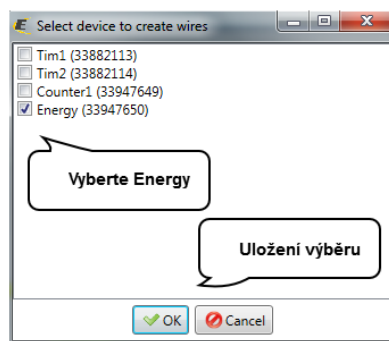 Select device to create wires
Tim1 (33882113)
Tim2 (33882114)
Counter1 (33947649)
Energy (33947650)
Vyberte Energy
Uložení výběru
OK
Cancel